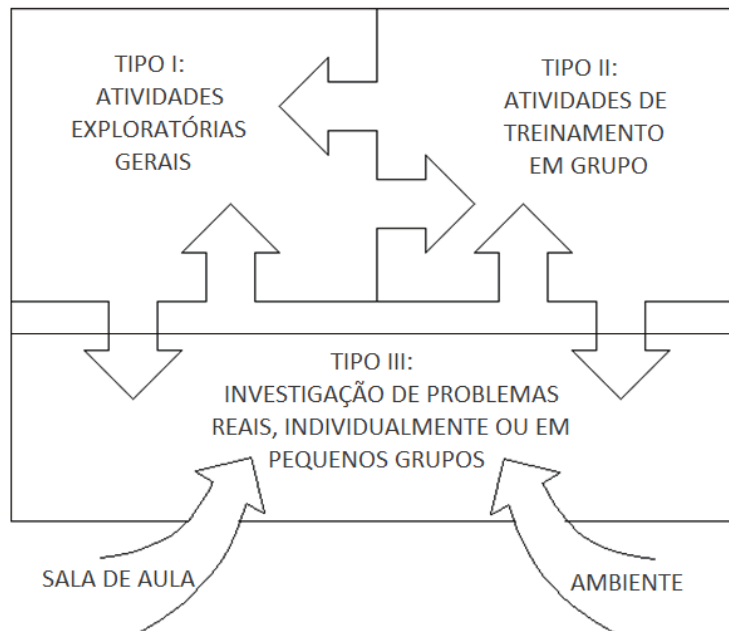 TIPO I:
ATIVIDADES
EXPLORATÓRIAS
GERAIS
TIPO II:
ATIVIDADES DE
TREINAMENTO
EM GRUPO
TIPO III:
INVESTIGAÇÃO DE PROBLEMAS
REAIS, INDIVIDUALMENTE OU EM
PEQUENOS GRUPOS
SALA DE AULA
AMBIENTE